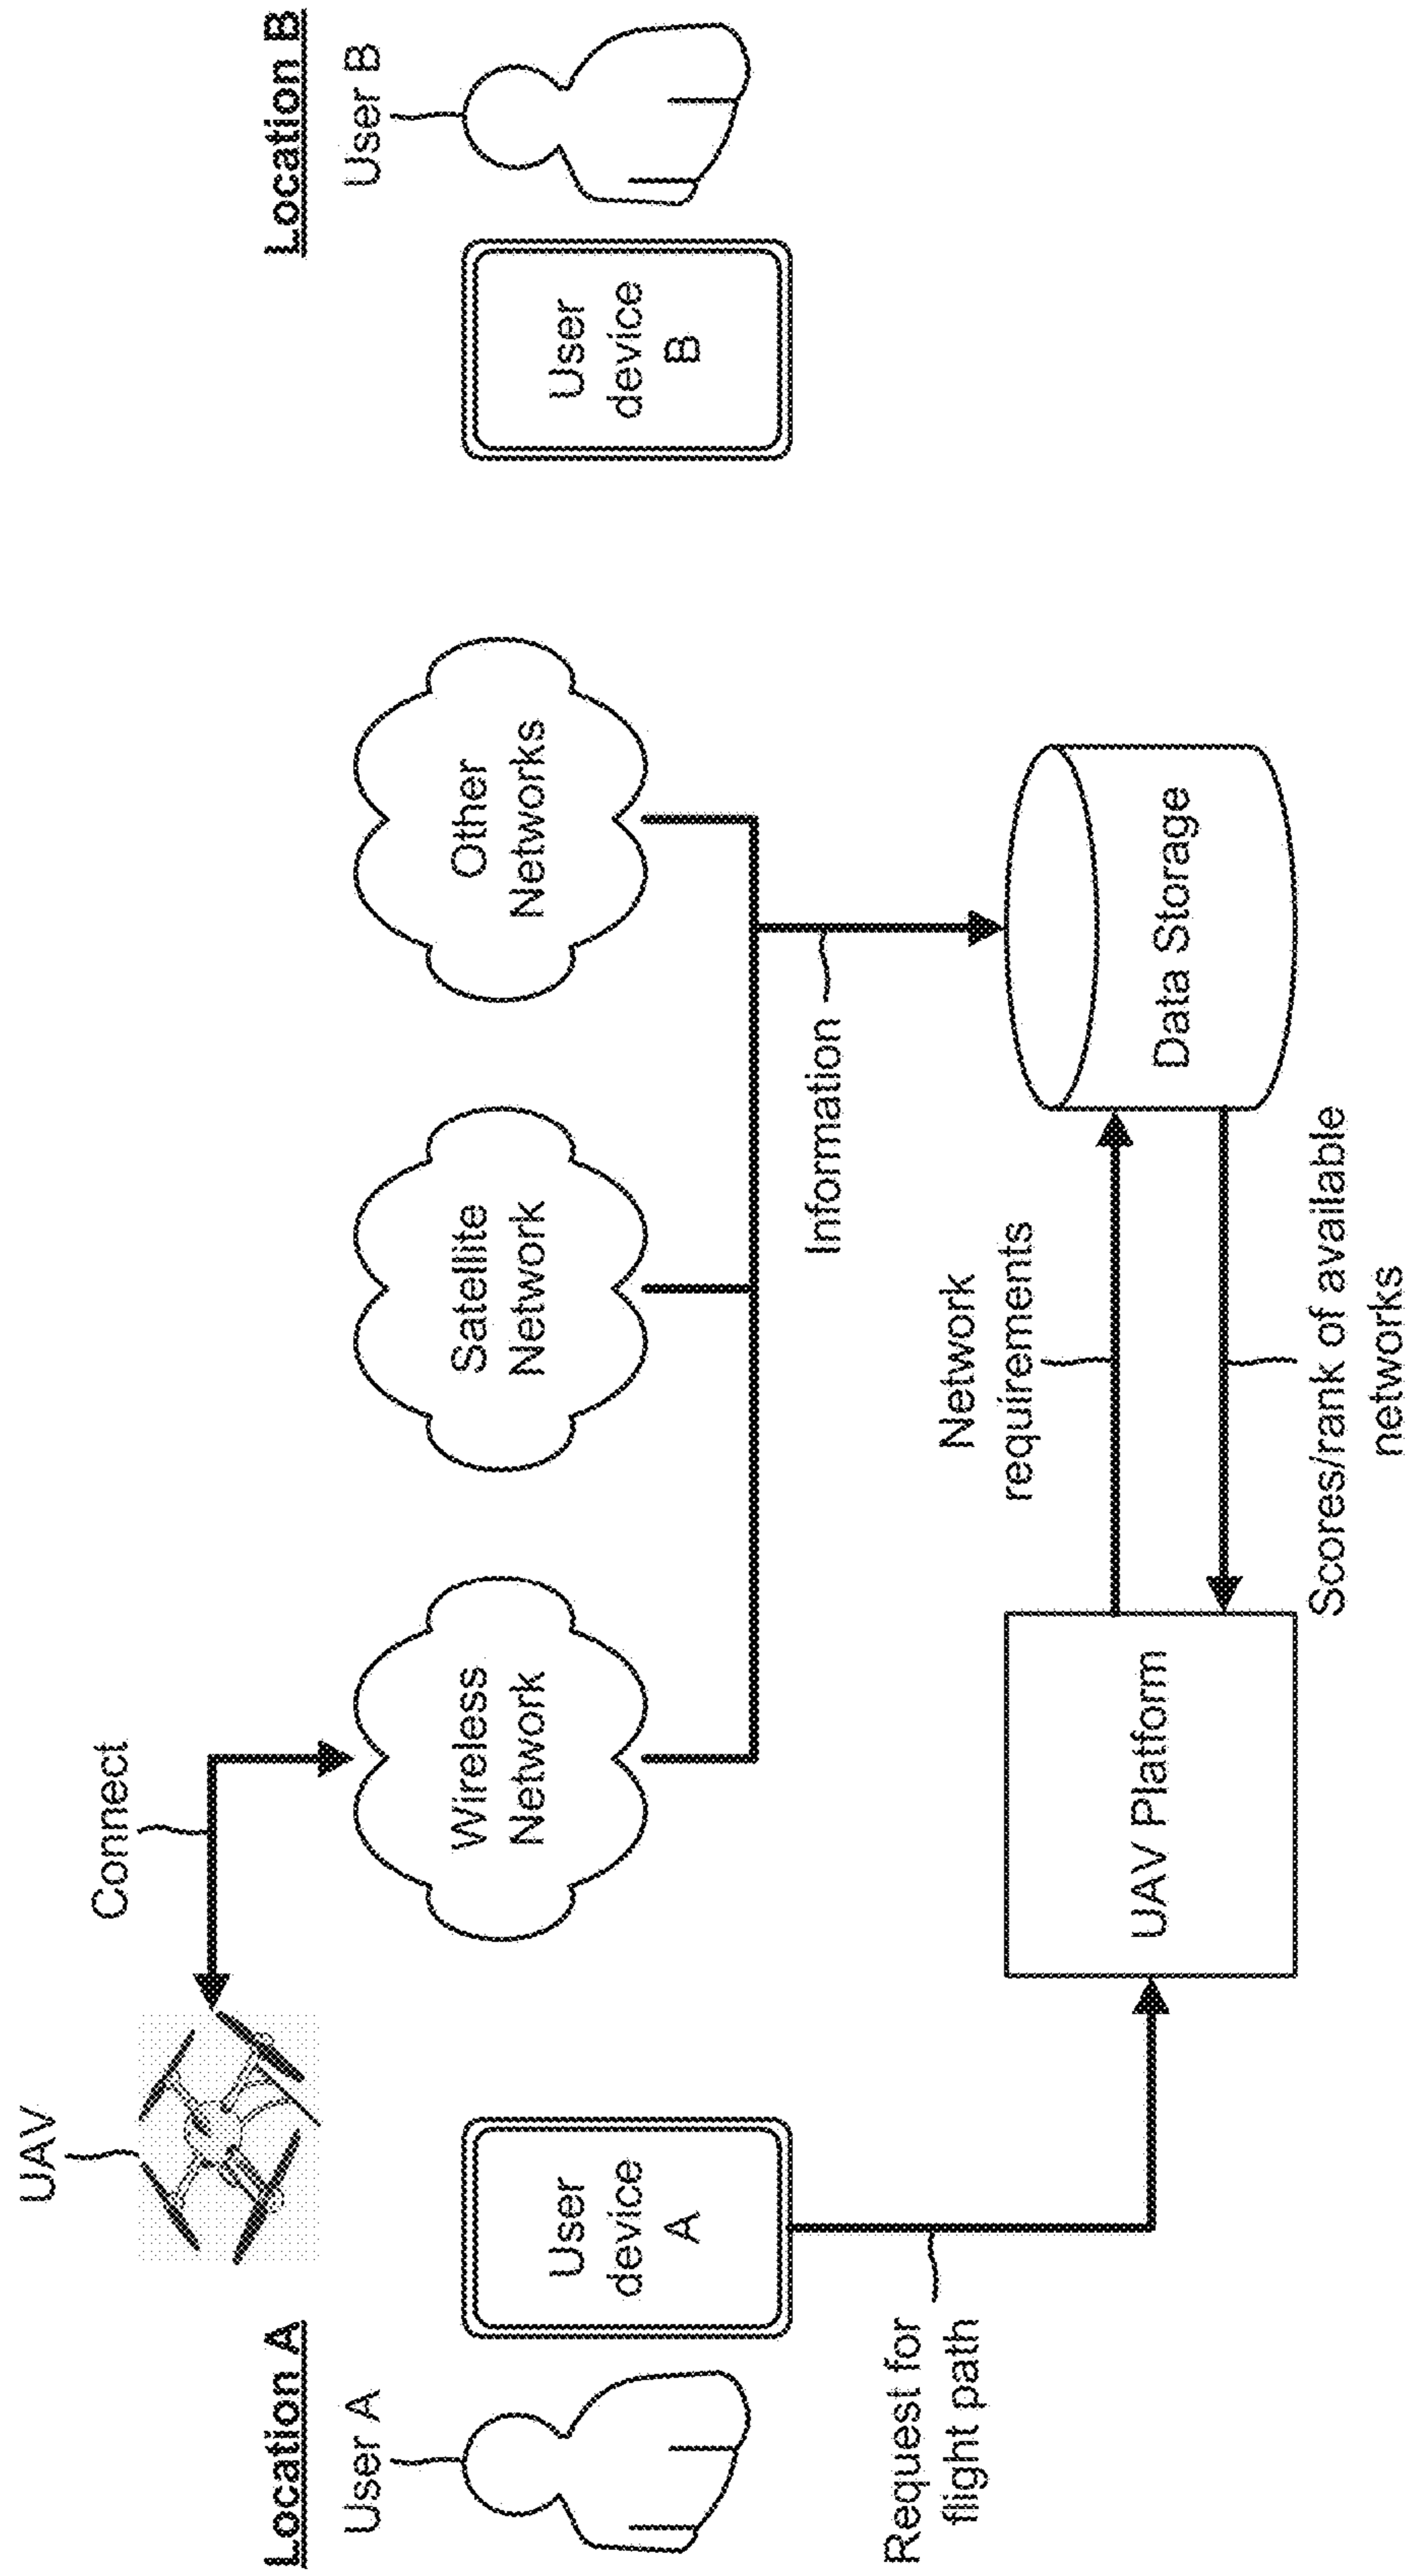 Location A
User A
UAV
Connect
Location B
User B
User
device
A
Wireless
Network
Satellite
Network
Other
Networks
User
device
B
Request for
flight path
Information
UAV Platform
Network
requirements
Data Storage
Scores/rank of available
networks